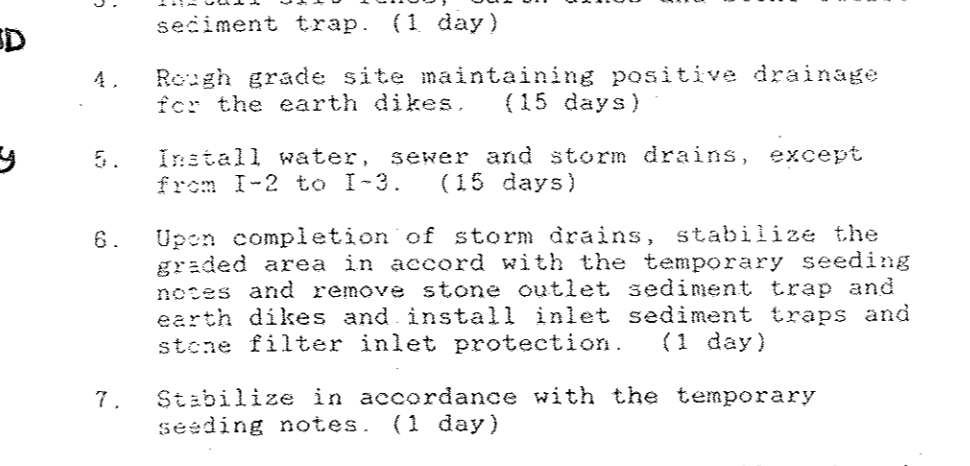 sediment trap. (1 day)
4. Rough grade site maintaining positive drainage
for the earth dikes. (15 days)
5. Install water, sewer and storm drains, except
from I-2 to I-3. (15 days)
6. Upon completion of storm drains, stabilize the
graded area in accord with the temporary seeding
notes and remove stone outlet sediment trap and
earth dikes and install inlet sediment traps and
stone filter inlet protection. (1 day)
7. Stabilize in accordance with the temporary
seeding notes. (1 day)